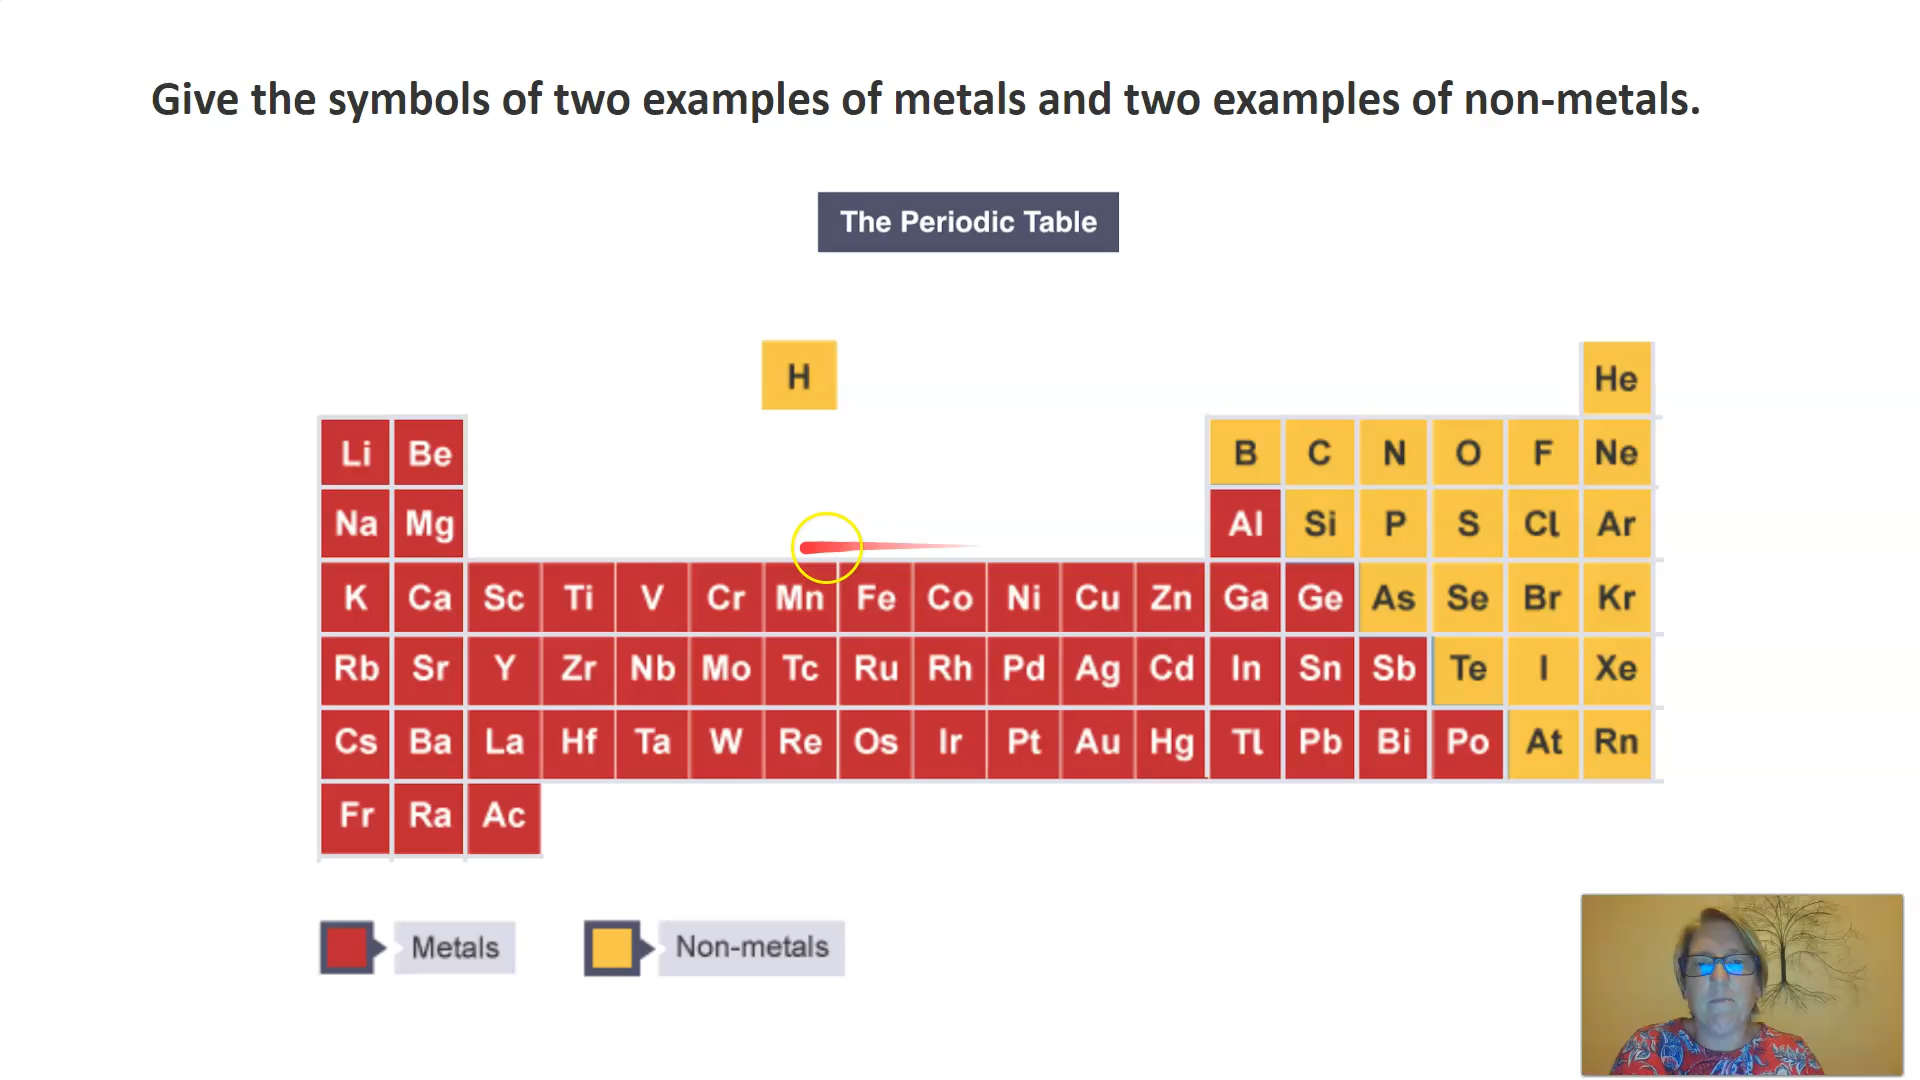 Give the symbols of two examples of metals and two examples of non-metals.
The Periodic Table
H He
Li Be B C N O F Ne
Na Mg Al Si P S Cl Ar
K Ca Sc Ti V Cr Mn Fe Co Ni Cu Zn Ga Ge As Se Br Kr
Rb Sr Y Zr Nb Mo Tc Ru Rh Pd Ag Cd In Sn Sb Te I Xe
Cs Ba La Hf Ta W Re Os Ir Pt Au Hg Tl Pb Bi Po At Rn
Fr Ra Ac
Metals Non-metals